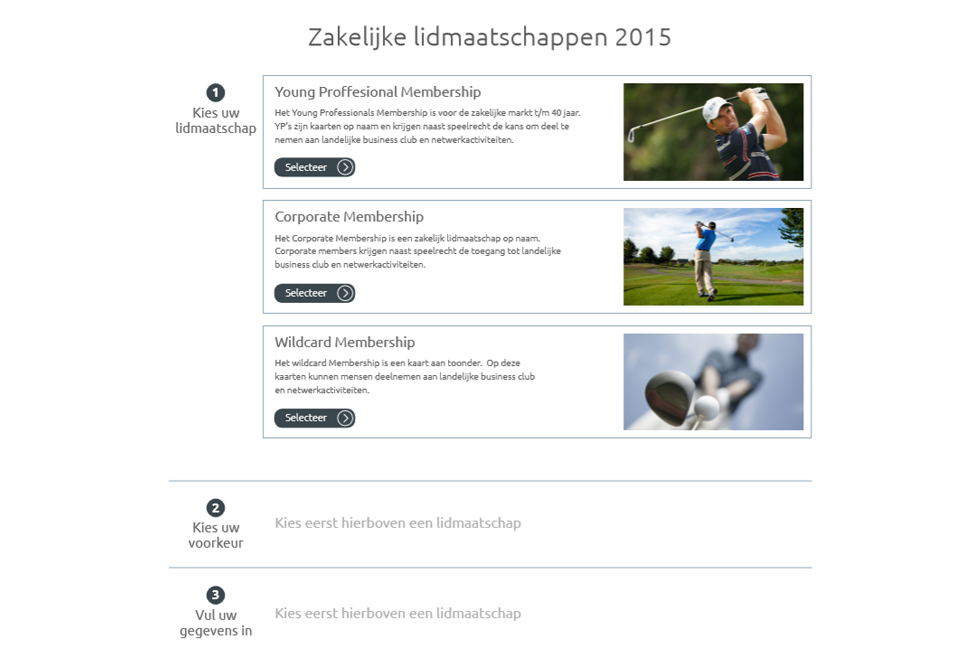 Zakelijke lidmaatschappen 2015
1
Kies uw
lidmaatschap
Young Proffesional Membership
Het Young Professionals Membership is voor de zakelijke markt t/m 40 jaar.
YP's zijn kaarten op naam en krijgen naast speelrecht de kans om deel te
nemen aan landelijke business club en netwerkactiviteiten.
Selecteer
Corporate Membership
Het Corporate Membership is een zakelijk lidmaatschap op naam.
Corporate members krijgen naast speelrecht de toegang tot landelijke
business club en netwerkactiviteiten.
Selecteer
Wildcard Membership
Het wildcard Membership is een kaart aan toonder. Op deze
kaarten kunnen mensen deelnemen aan landelijke business club
en netwerkactiviteiten.
Selecteer
2
Kies uw
voorkeur
Kies eerst hierboven een lidmaatschap
3
Vul uw
gegevens in
Kies eerst hierboven een lidmaatschap